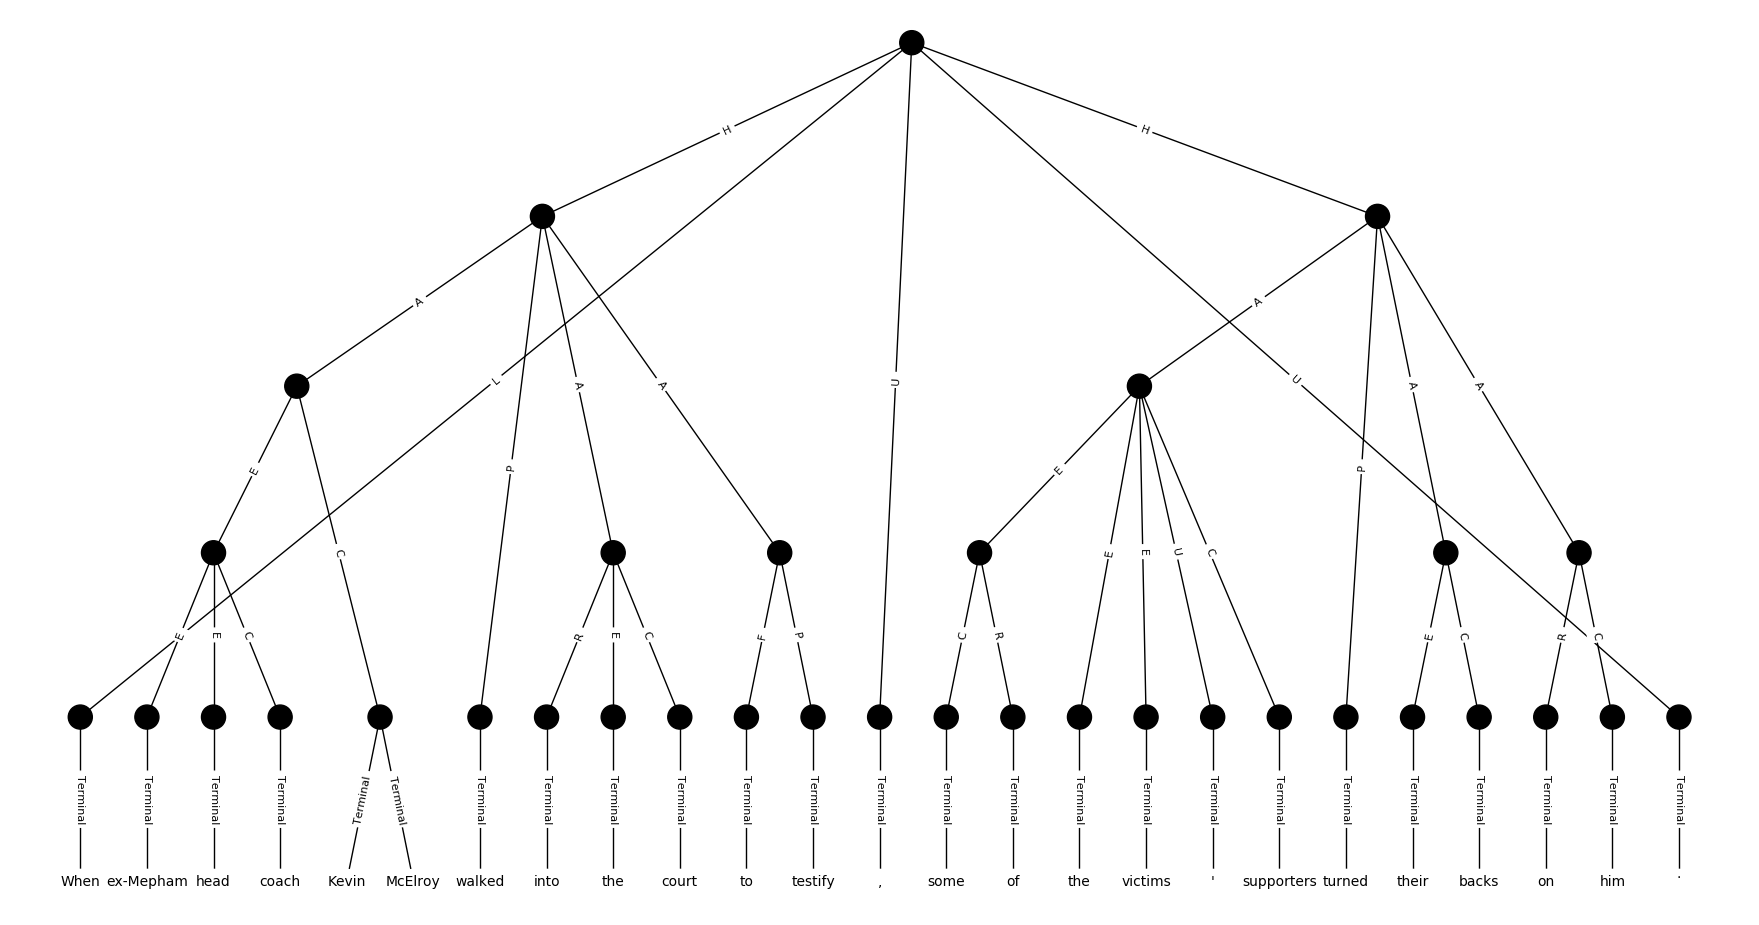 H H
A L U A U P A A
E C P A A E E E U C
E E C R E C F P C R E C R C
Terminal Terminal Terminal Terminal Terminal Terminal Terminal Terminal Terminal Terminal Terminal Terminal Terminal Terminal Terminal Terminal Terminal Terminal Terminal Terminal Terminal Terminal Terminal Terminal Terminal
When ex-Mepham head coach Kevin McElroy walked into the court to testify , some of the victims ' supporters turned their backs on him .